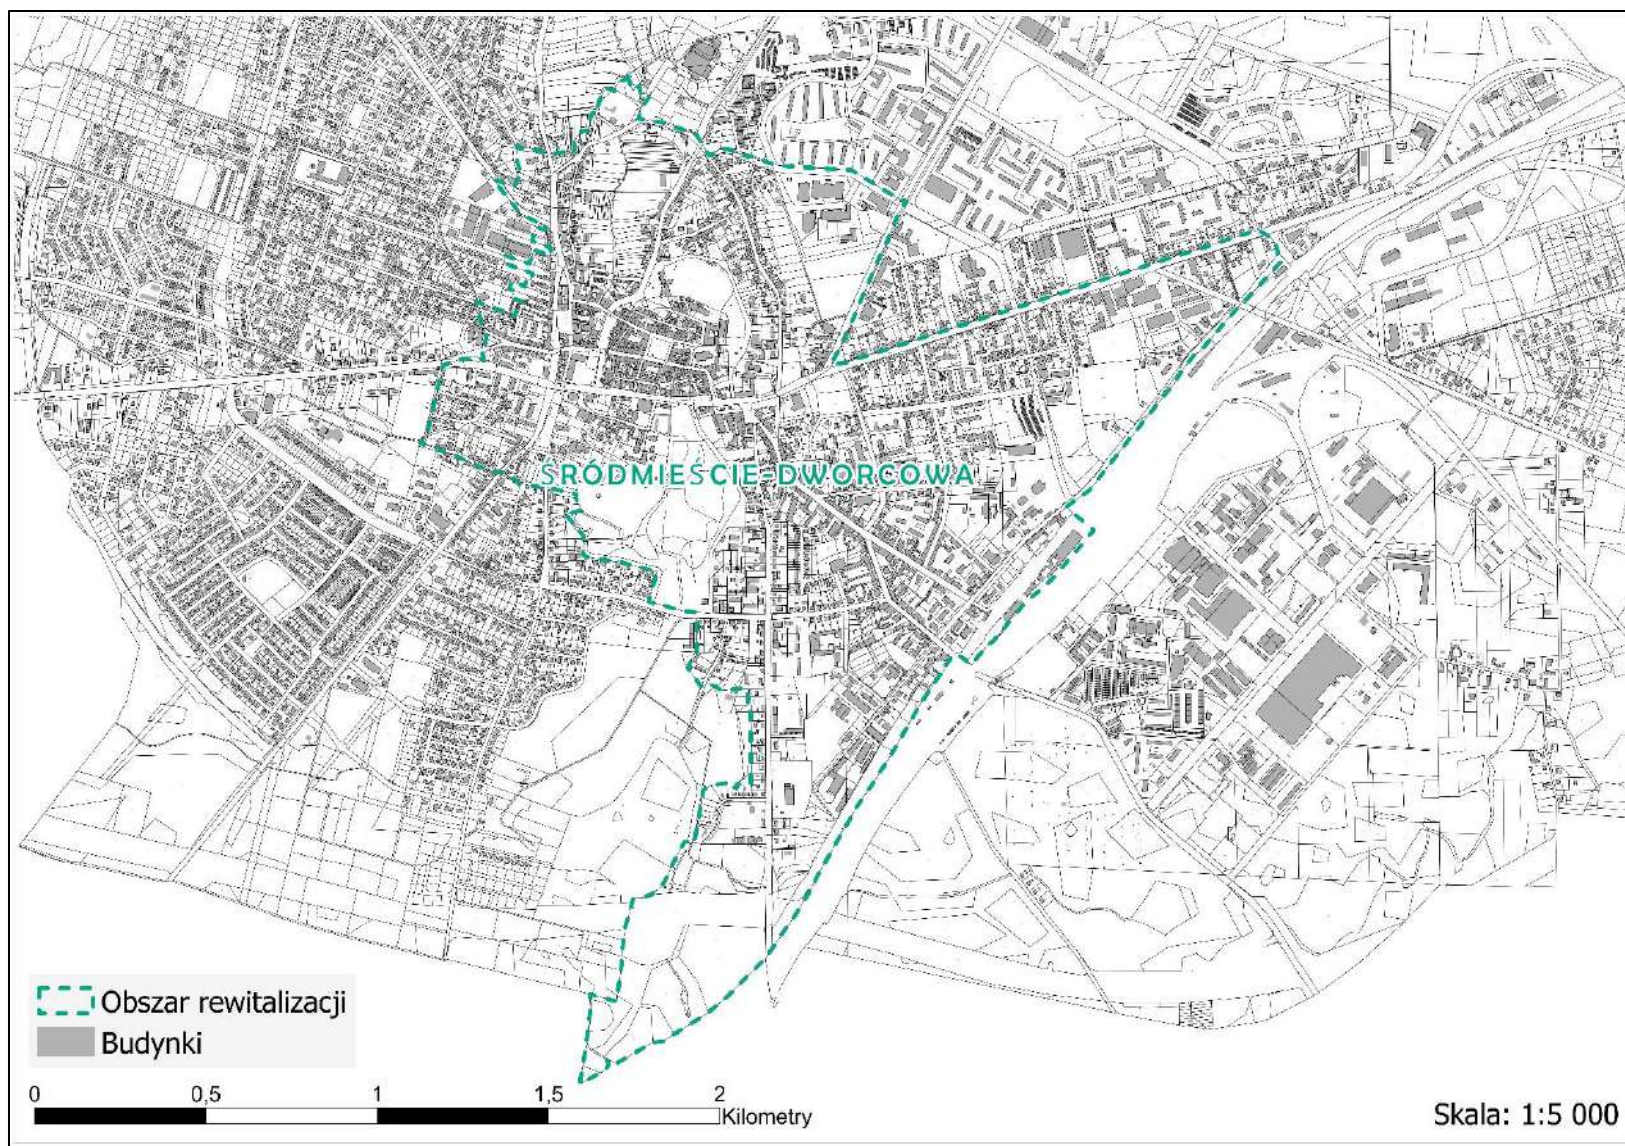 ŚRÓDMIEŚCIE-DWORCOWA
Obszar rewitalizacji
Budynki
0 0,5 1 1,5 2
Kilometry
Skala: 1:5 000